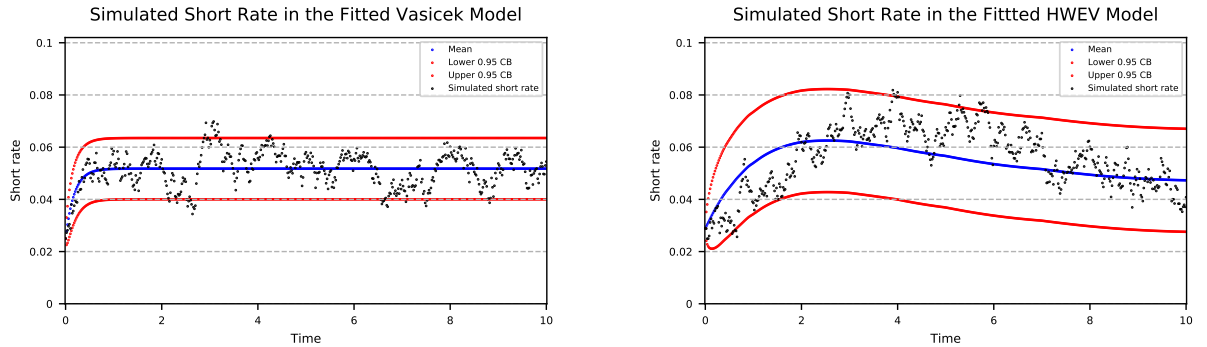 Simulated Short Rate in the Fitted Vasicek Model
0.1
0.08
0.06
0.04
0.02
0
Short rate
Mean
Lower 0.95 CB
Upper 0.95 CB
Simulated short rate
0 2 4 6 8 10
Time
Simulated Short Rate in the Fittted HWEV Model
0.1
0.08
0.06
0.04
0.02
0
Short rate
Mean
Lower 0.95 CB
Upper 0.95 CB
Simulated short rate
0 2 4 6 8 10
Time